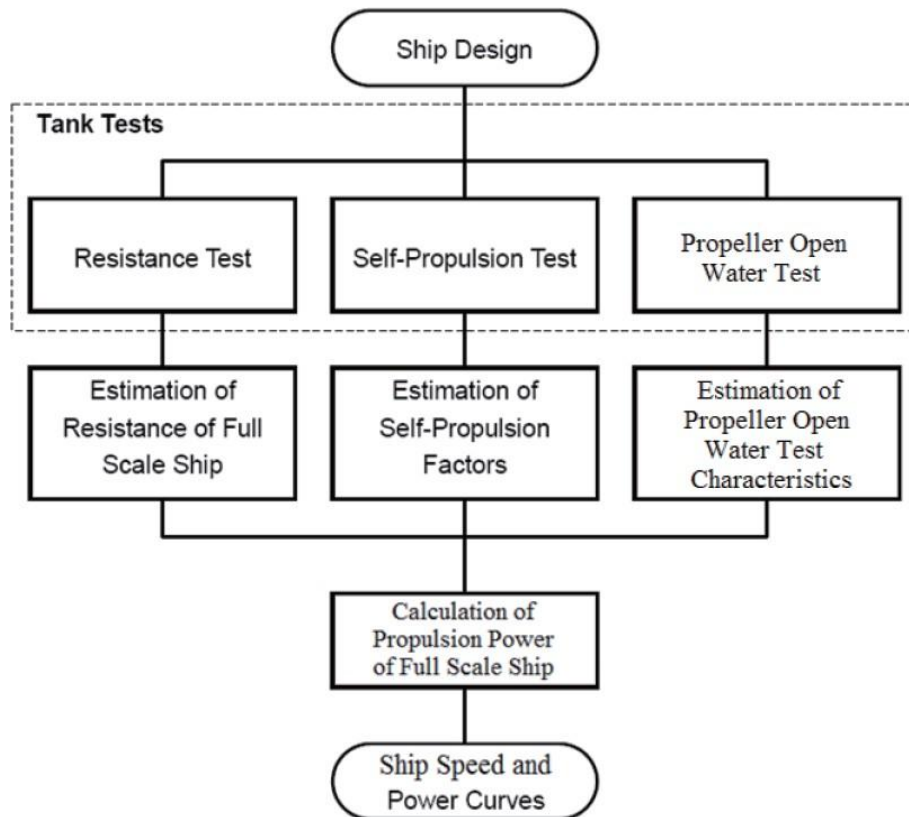 Ship Design
Tank Tests
Resistance Test
Self-Propulsion Test
Propeller Open
Water Test
Estimation of
Resistance of Full
Scale Ship
Estimation of
Self-Propulsion
Factors
Estimation of
Propeller Open
Water Test
Characteristics
Calculation of
Propulsion Power
of Full Scale Ship
Ship Speed and
Power Curves